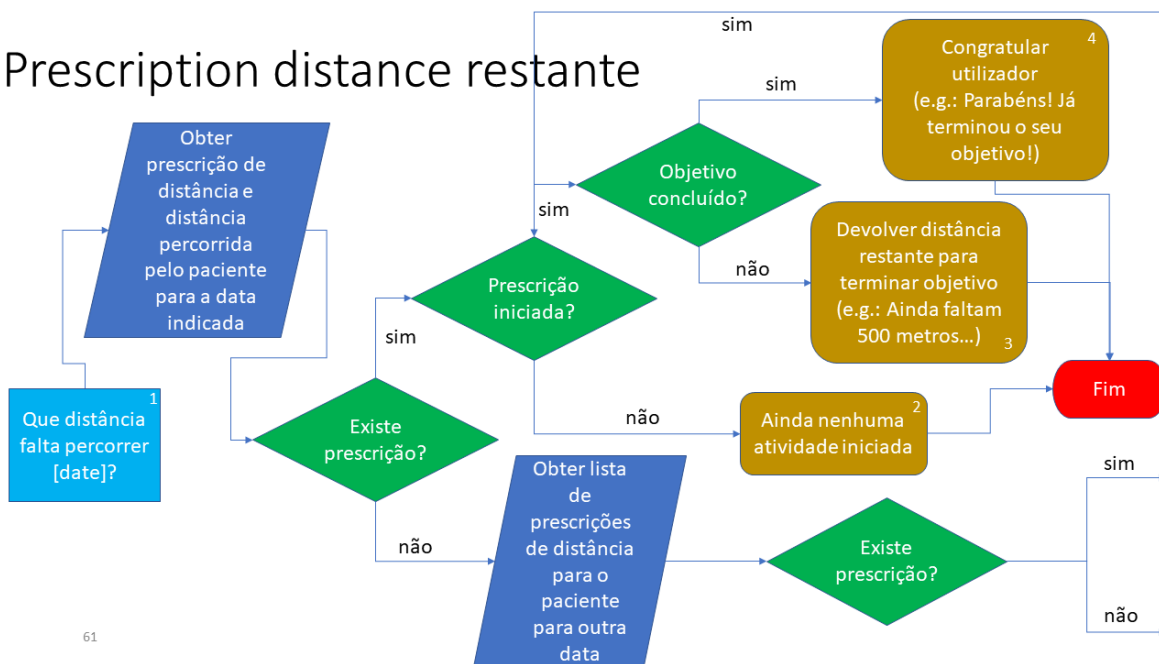 Prescription distance restante
sim
Congratular
utilizador
(e.g.: Parabéns! Já
terminou o seu
objetivo!)
4
sim
Obter
prescrição de
distância e
distância
percorrida
pelo paciente
para a data
indicada
Objetivo
concluído?
sim
não
Devolver distância
restante para
terminar objetivo
(e.g.: Ainda faltam
500 metros…)
3
Prescrição
iniciada?
sim
não
Ainda nenhuma
atividade iniciada
2
Fim
1
Que distância
falta percorrer
[date]?
Existe
prescrição?
não
Obter lista
de
prescrições
de distância
para o
paciente
para outra
data
Existe
prescrição?
sim
não
61